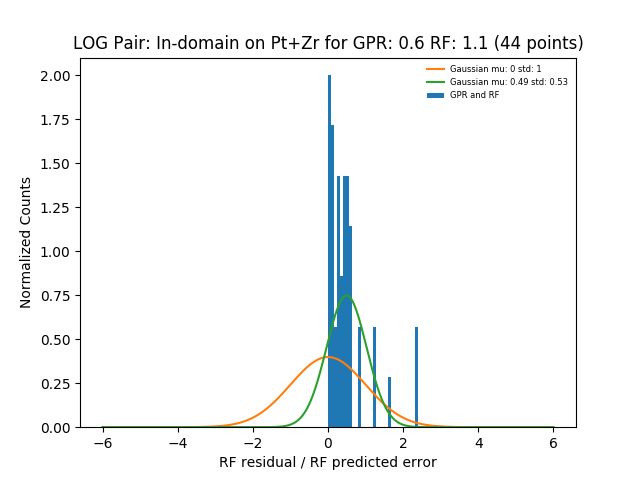 LOG Pair: In-domain on Pt+Zr for GPR: 0.6 RF: 1.1 (44 points)
Gaussian mu: 0 std: 1
Gaussian mu: 0.49 std: 0.53
GPR and RF
Normalized Counts
2.00
1.75
1.50
1.25
1.00
0.75
0.50
0.25
0.00
−6
−4
−2
0
2
4
6
RF residual / RF predicted error